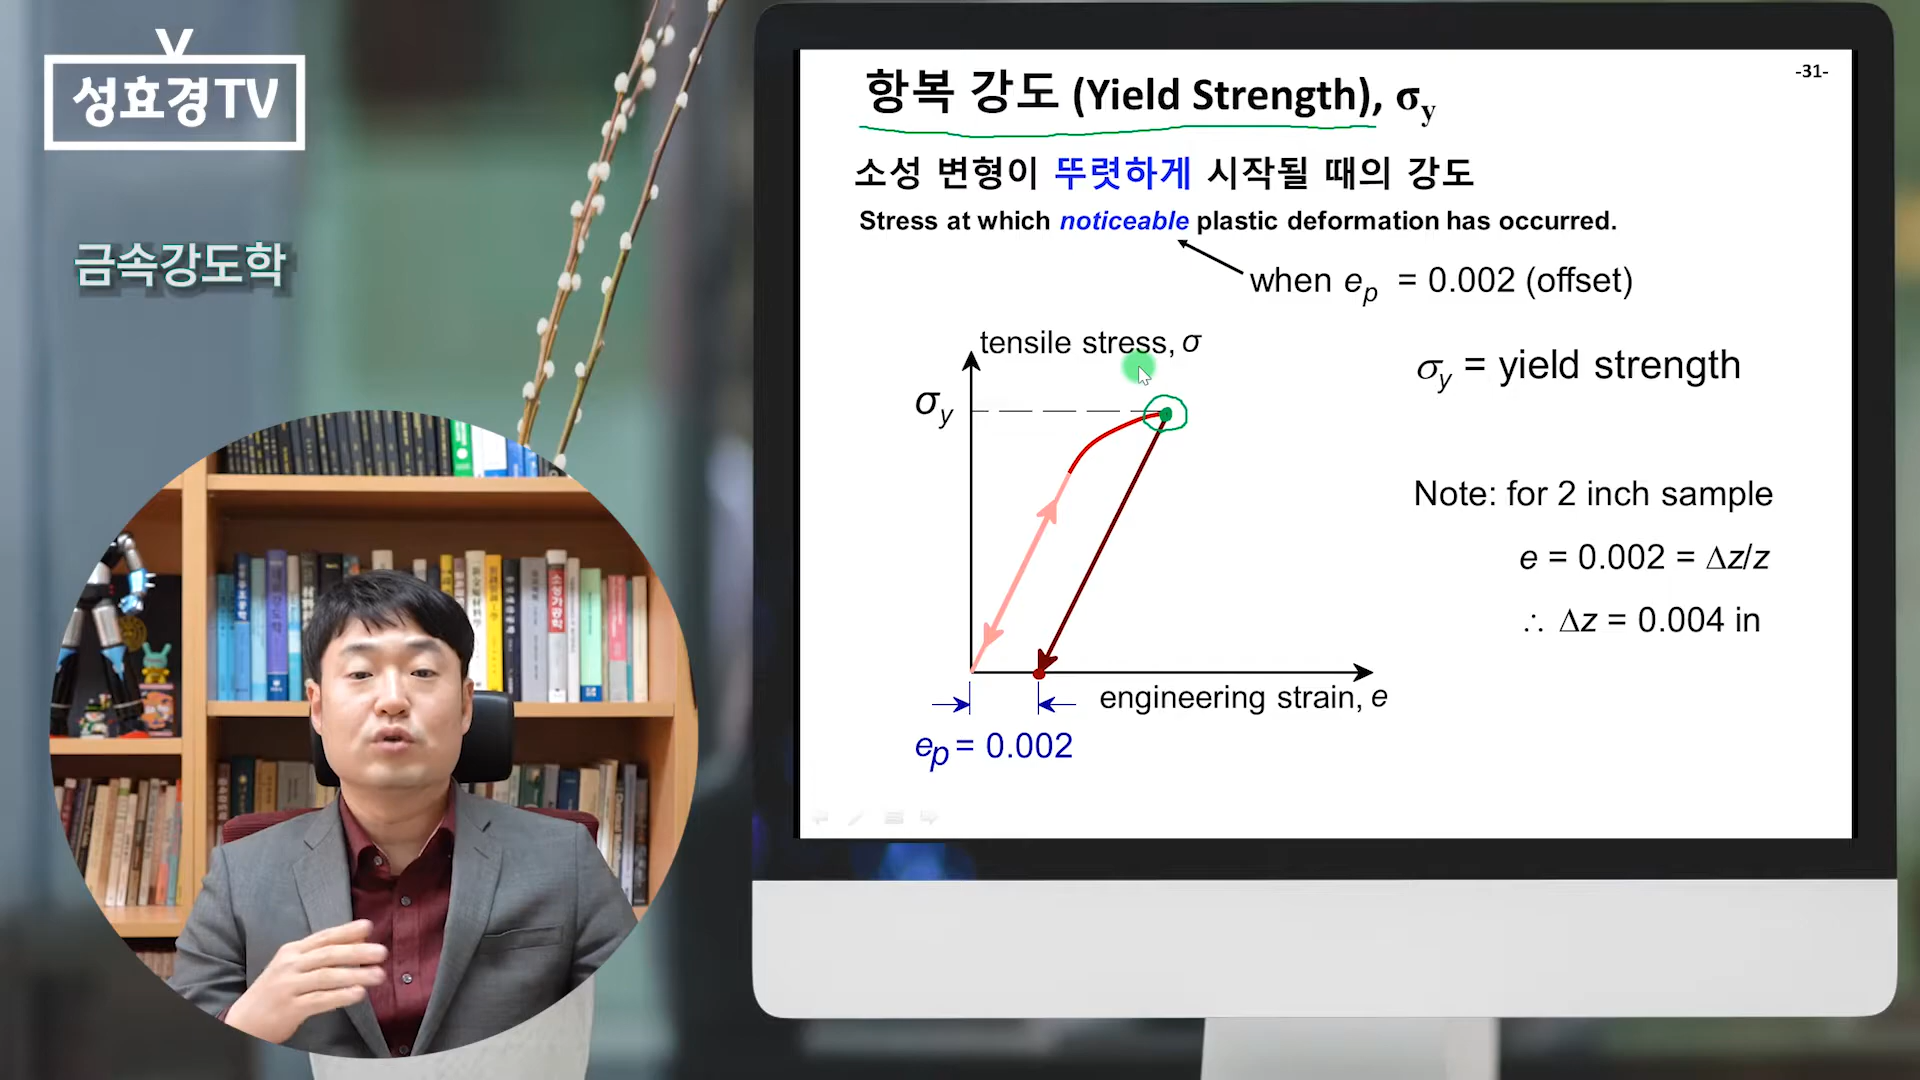 성효경TV
금속강도학
-31-
항복 강도 (Yield Strength), σy
소성 변형이 뚜렷하게 시작될 때의 강도
Stress at which noticeable plastic deformation has occurred.
when ep = 0.002 (offset)
tensile stress, σ
σy
σy = yield strength
Note: for 2 inch sample
e = 0.002 = Δz/z
∴ Δz = 0.004 in
engineering strain, e
ep = 0.002